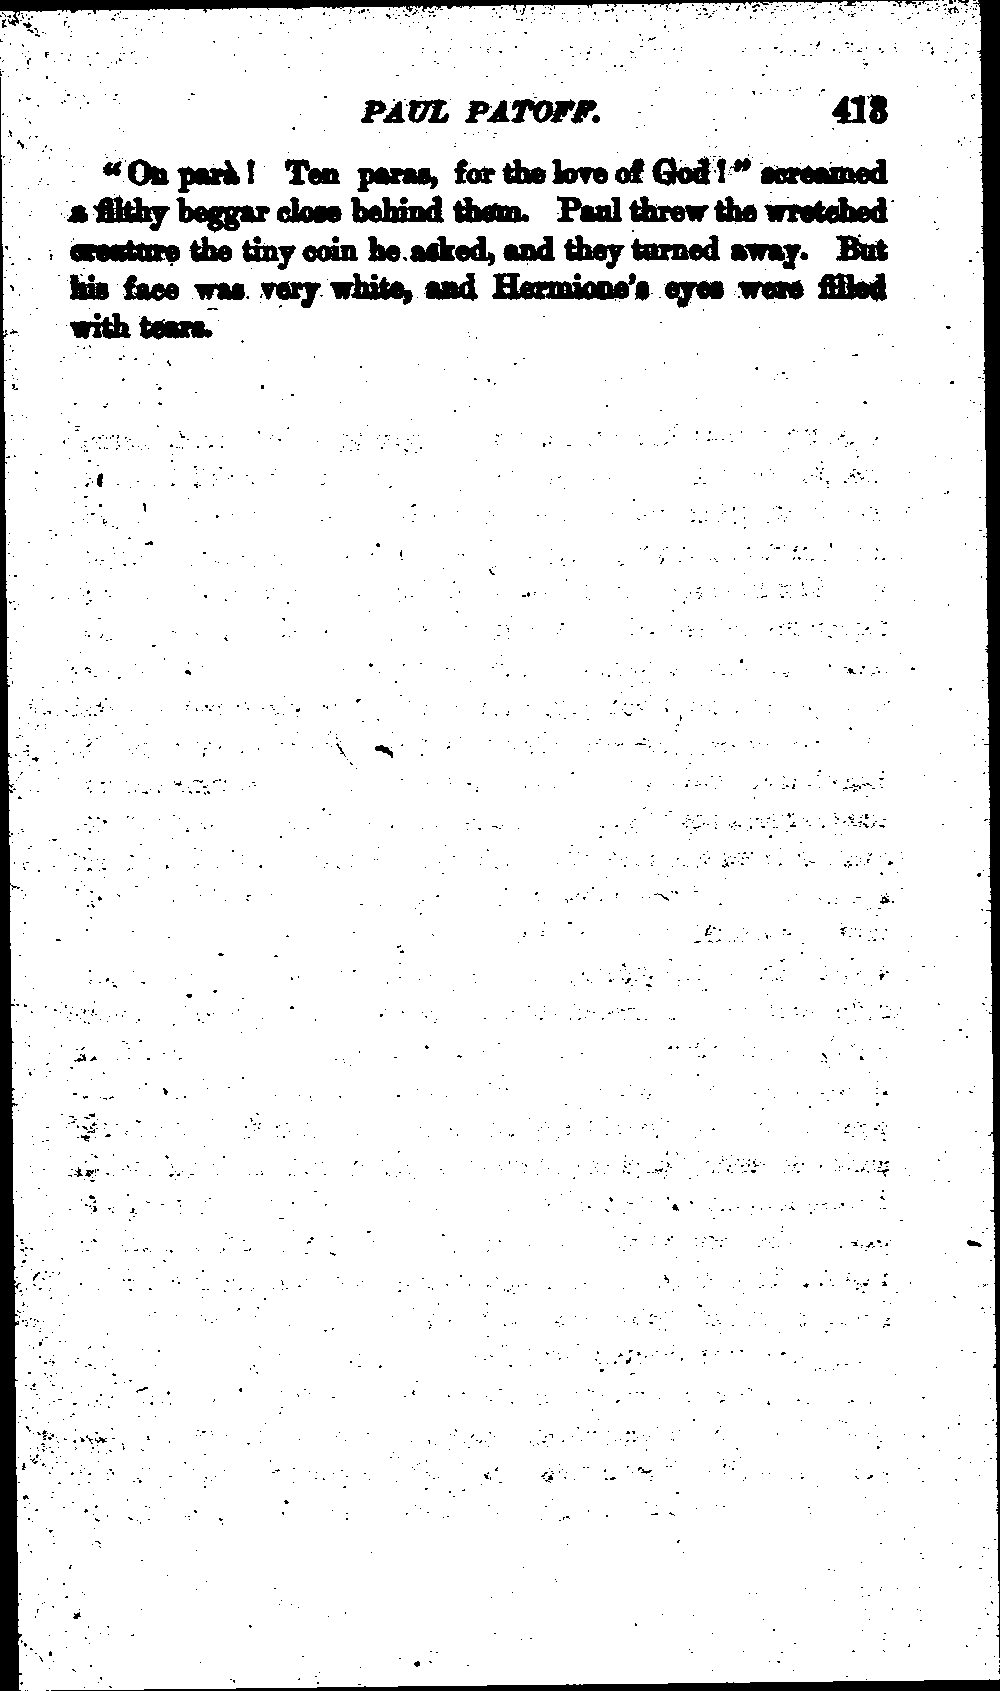 PAUL PATOFF. 413
"On parà! Ten paras, for the love of God!" screamed
a filthy beggar close behind them. Paul threw the wretched
creature the tiny coin he asked, and they turned away. But
his face was very white, and Hermione's eyes were filled
with tears.